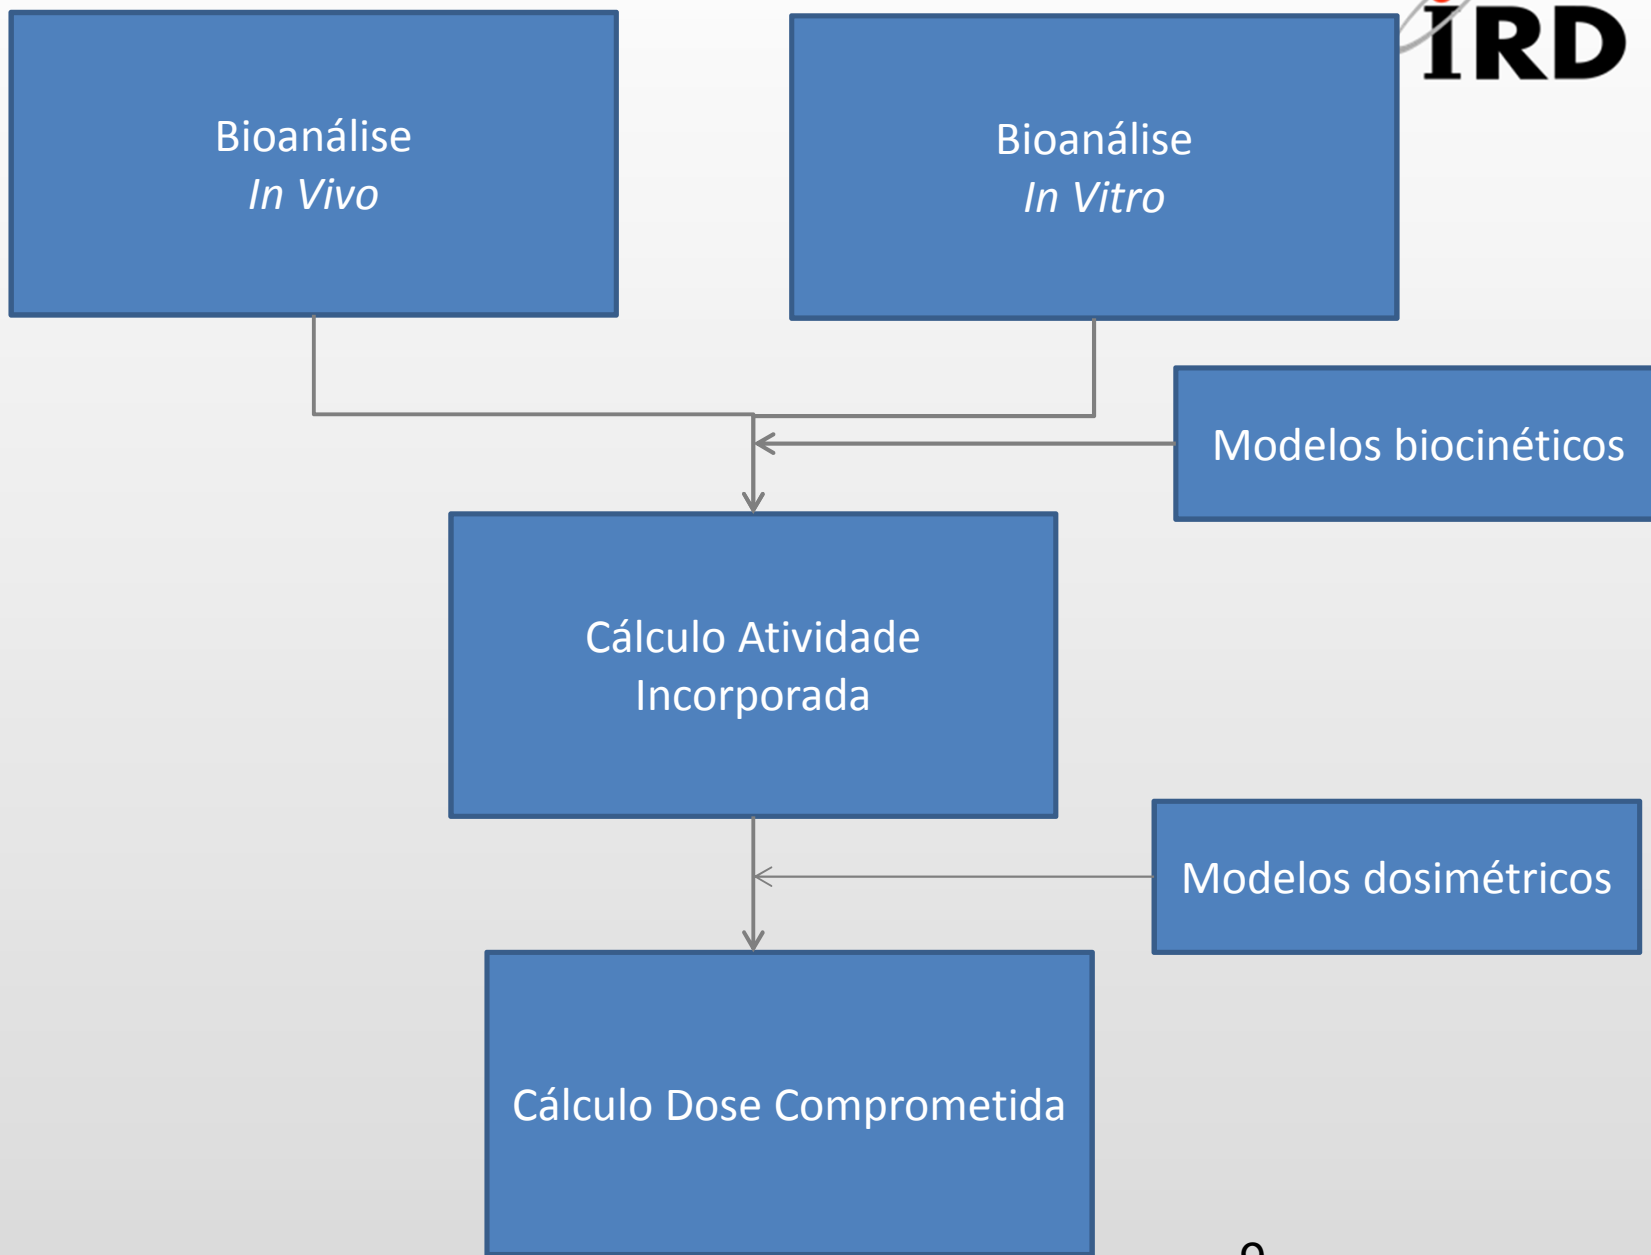 IRD
Bioanálise
In Vivo
Bioanálise
In Vitro
Modelos biocinéticos
Cálculo Atividade
Incorporada
Modelos dosimétricos
Cálculo Dose Comprometida